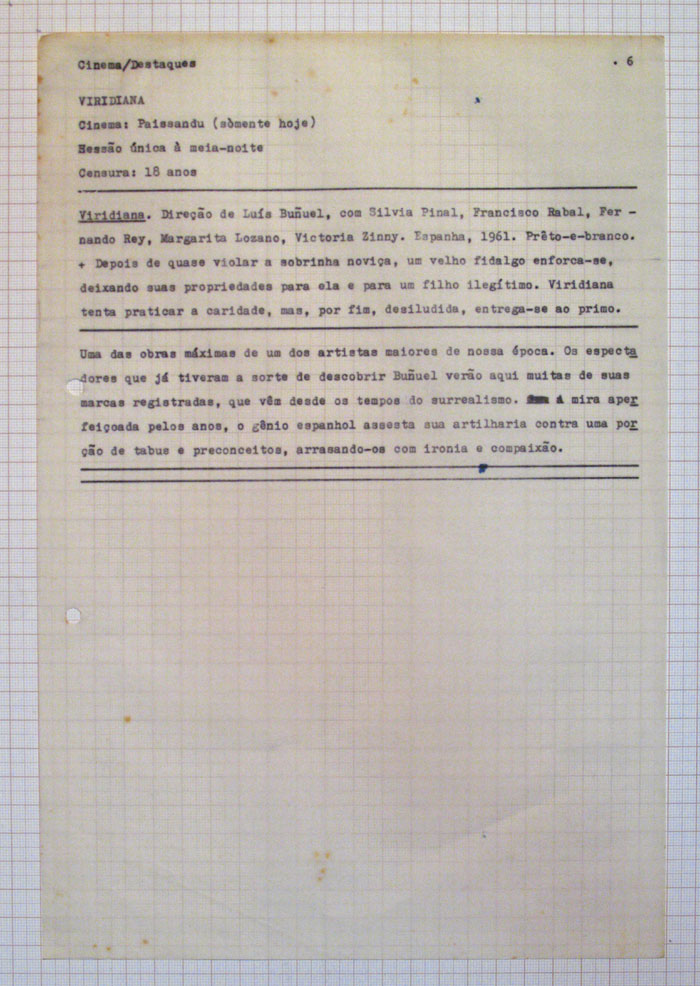 Cinema/Destaques . 6
VIRIDIANA
Cinema: Paissandu (sòmente hoje)
Sessão única à meia-noite
Censura: 18 anos
Viridiana. Direção de Luís Buñuel, com Silvia Pinal, Francisco Rabal, Fer -
nando Rey, Margarita Lozano, Victoria Zinny. Espanha, 1961. Prêto-e-branco.
+ Depois de quase violar a sobrinha noviça, um velho fidalgo enforca-se,
deixando suas propriedades para ela e para um filho ilegítimo. Viridiana
tenta praticar a caridade, mas, por fim, desiludida, entrega-se ao primo.
Uma das obras máximas de um dos artistas maiores de nossa época. Os especta
dores que já tiveram a sorte de descobrir Buñuel verão aqui muitas de suas
marcas registradas, que vêm desde os tempos do surrealismo. A mira aper
feiçoada pelos anos, o gênio espanhol assesta sua artilharia contra uma por
ção de tabus e preconceitos, arrasando-os com ironia e compaixão.